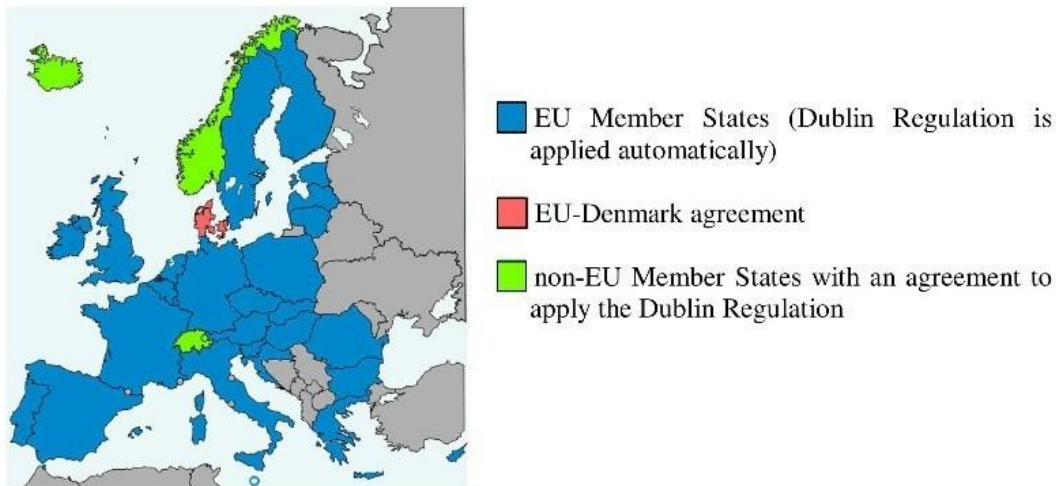 EU Member States (Dublin Regulation is
applied automatically)
EU-Denmark agreement
non-EU Member States with an agreement to
apply the Dublin Regulation